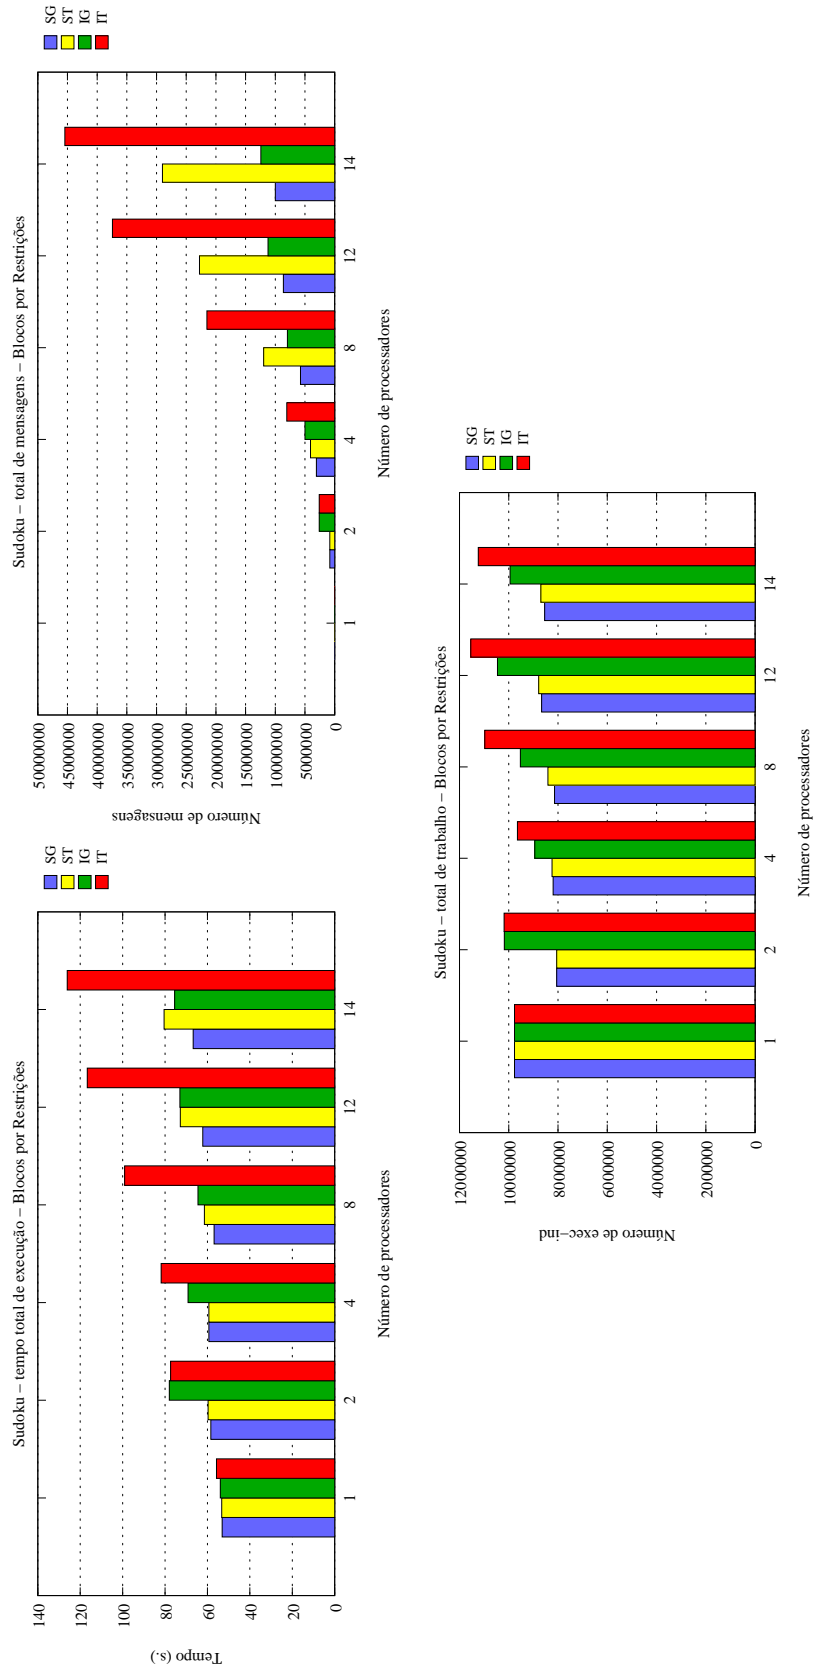 Sudoku – tempo total de execução – Blocos por Restrições
SG
ST
IG
IT
140
120
100
80
60
40
20
0
Tempo (s.)
1
2
4
8
12
14
Número de processadores
Sudoku – total de mensagens – Blocos por Restrições
SG
ST
IG
IT
50000000
45000000
40000000
35000000
30000000
25000000
20000000
15000000
10000000
5000000
0
Número de mensagens
1
2
4
8
12
14
Número de processadores
Sudoku – total de trabalho – Blocos por Restrições
SG
ST
IG
IT
12000000
10000000
8000000
6000000
4000000
2000000
0
Número de exec–ind
1
2
4
8
12
14
Número de processadores